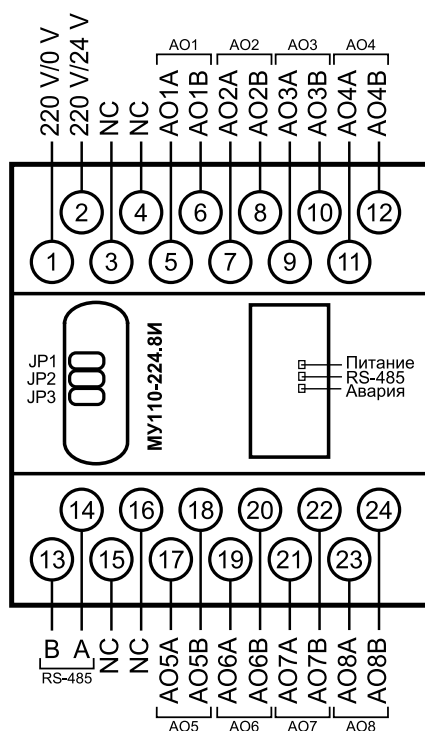 AO1 AO2 AO3 AO4
220 V/0 V
220 V/24 V
NC
NC
AO1A
AO1B
AO2A
AO2B
AO3A
AO3B
AO4A
AO4B
2 4 6 8 10 12
1 3 5 7 9 11
JP1
JP2
JP3
МУ110-224.8И
Питание
RS-485
Авария
14 16 18 20 22 24
13 15 17 19 21 23
B
A
NC
NC
AO5A
AO5B
AO6A
AO6B
AO7A
AO7B
AO8A
AO8B
RS-485
AO5 AO6 AO7 AO8